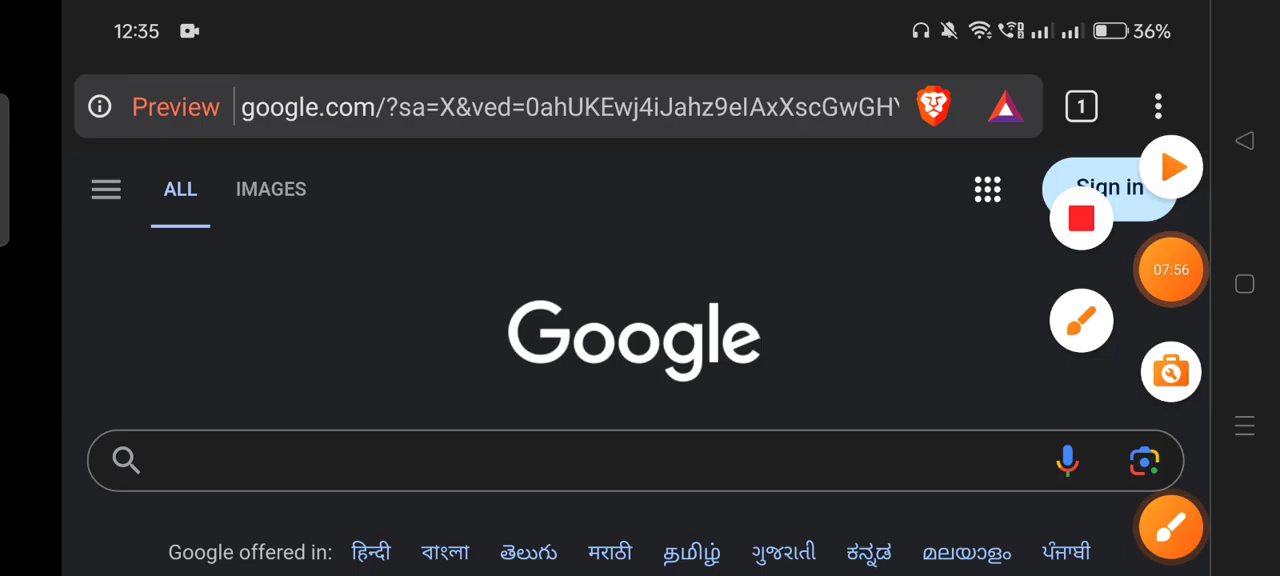 12:35 36%
Preview google.com/?sa=X&ved=0ahUKEwj4iJahz9eIAxXscGwGHY 1
ALL IMAGES Sign in
07:56
Google
Google offered in: हिन्दी বাংলা తెలుగు मराठी தமிழ் ગુજરાતી ಕನ್ನಡ മലയാളം ਪੰਜਾਬੀ